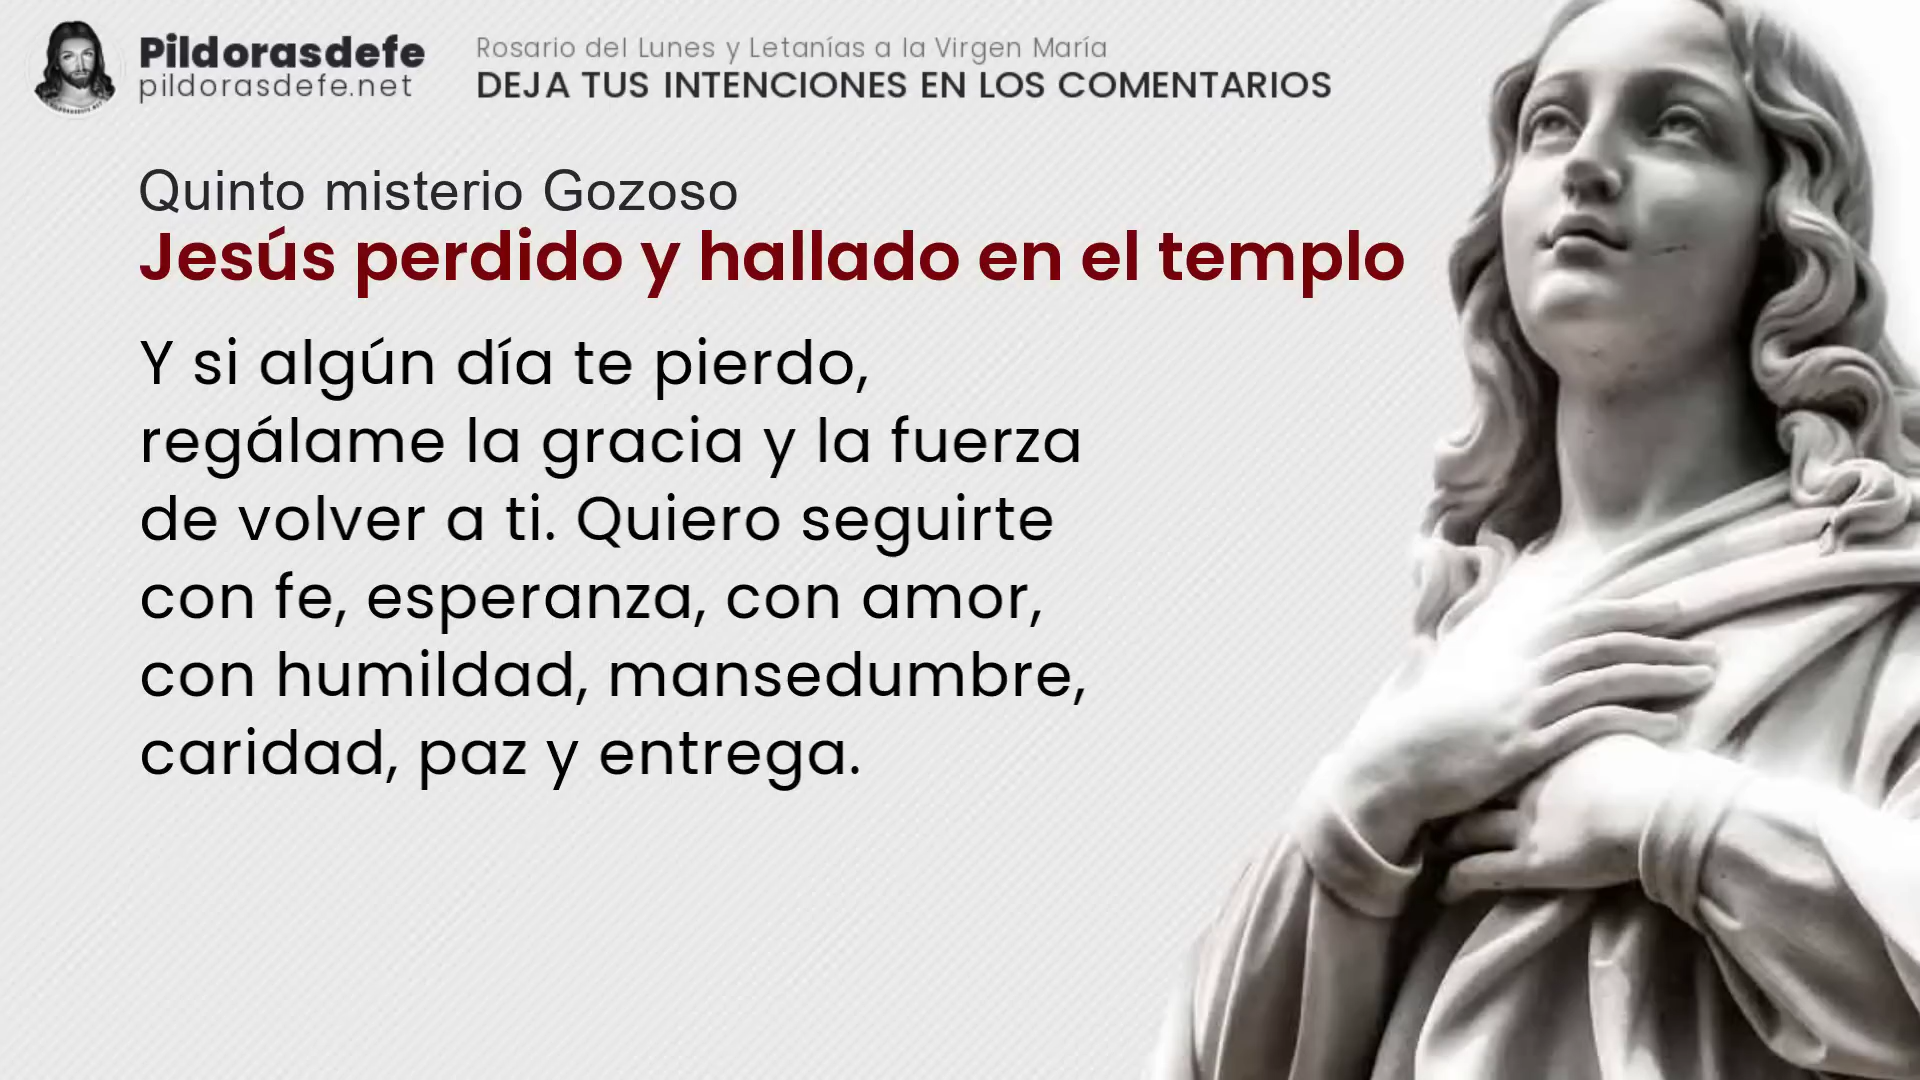 Pildorasdefe
pildorasdefe.net
Rosario del Lunes y Letanías a la Virgen María
DEJA TUS INTENCIONES EN LOS COMENTARIOS
Quinto misterio Gozoso
Jesús perdido y hallado en el templo
Y si algún día te pierdo,
regálame la gracia y la fuerza
de volver a ti. Quiero seguirte
con fe, esperanza, con amor,
con humildad, mansedumbre,
caridad, paz y entrega.